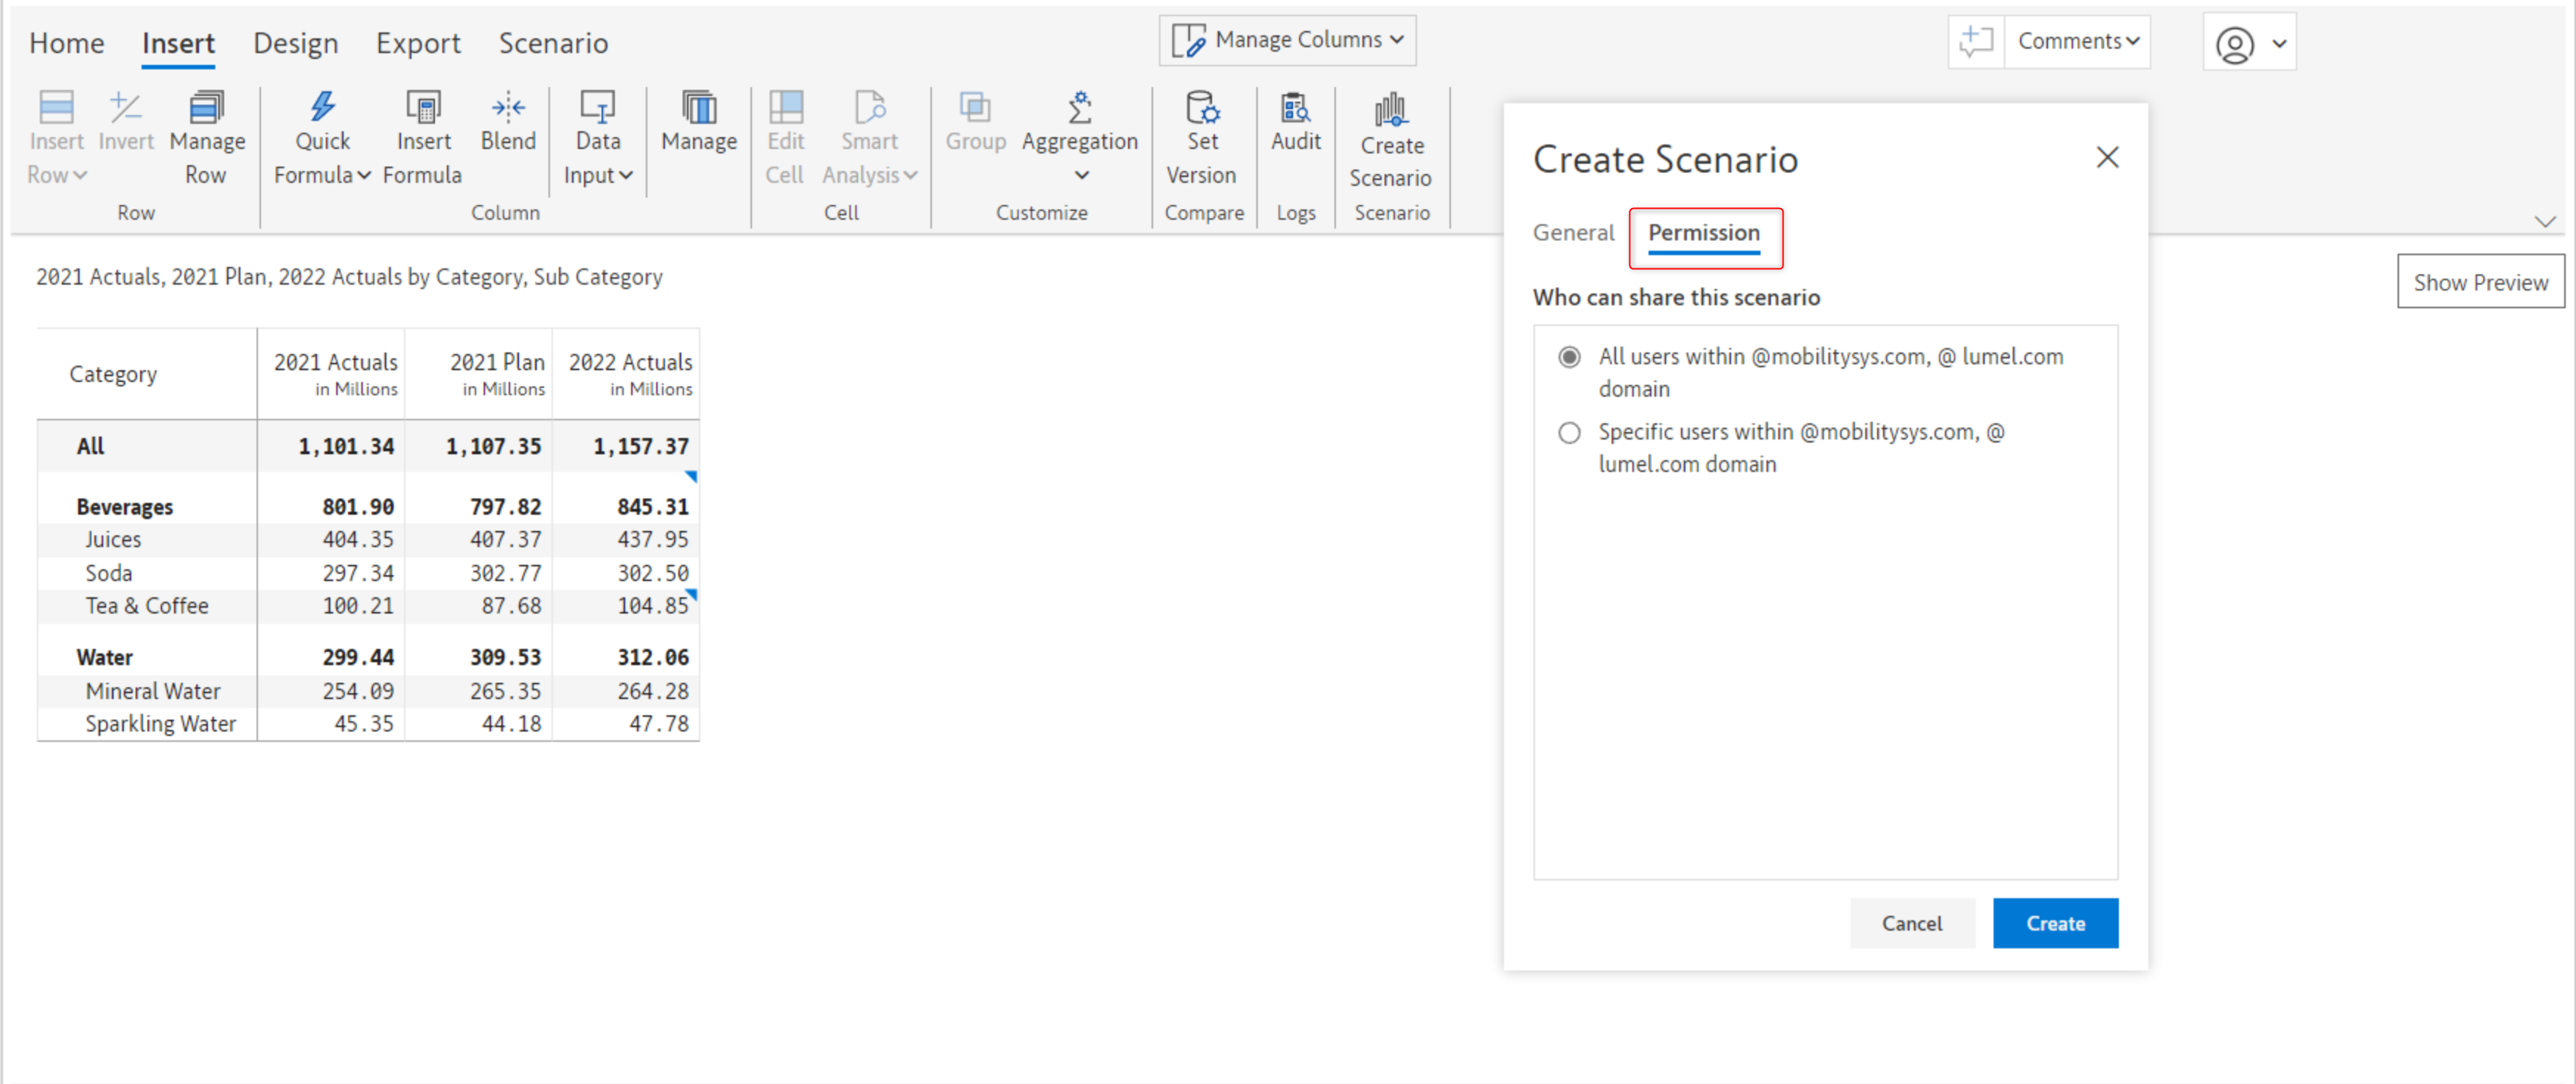 Home Insert Design Export Scenario
Manage Columns
Comments
Insert Row
Invert
Manage Row
Row
Quick Formula
Insert Formula
Blend
Data Input
Manage
Column
Edit Cell
Smart Analysis
Cell
Group
Aggregation
Customize
Set Version
Compare
Audit
Logs
Create Scenario
Scenario
2021 Actuals, 2021 Plan, 2022 Actuals by Category, Sub Category
Show Preview
Category 2021 Actuals in Millions 2021 Plan in Millions 2022 Actuals in Millions
All 1,101.34 1,107.35 1,157.37
Beverages 801.90 797.82 845.31
Juices 404.35 407.37 437.95
Soda 297.34 302.77 302.50
Tea & Coffee 100.21 87.68 104.85
Water 299.44 309.53 312.06
Mineral Water 254.09 265.35 264.28
Sparkling Water 45.35 44.18 47.78
Create Scenario
General Permission
Who can share this scenario
All users within @mobilitysys.com, @ lumel.com
domain
Specific users within @mobilitysys.com, @
lumel.com domain
Cancel Create